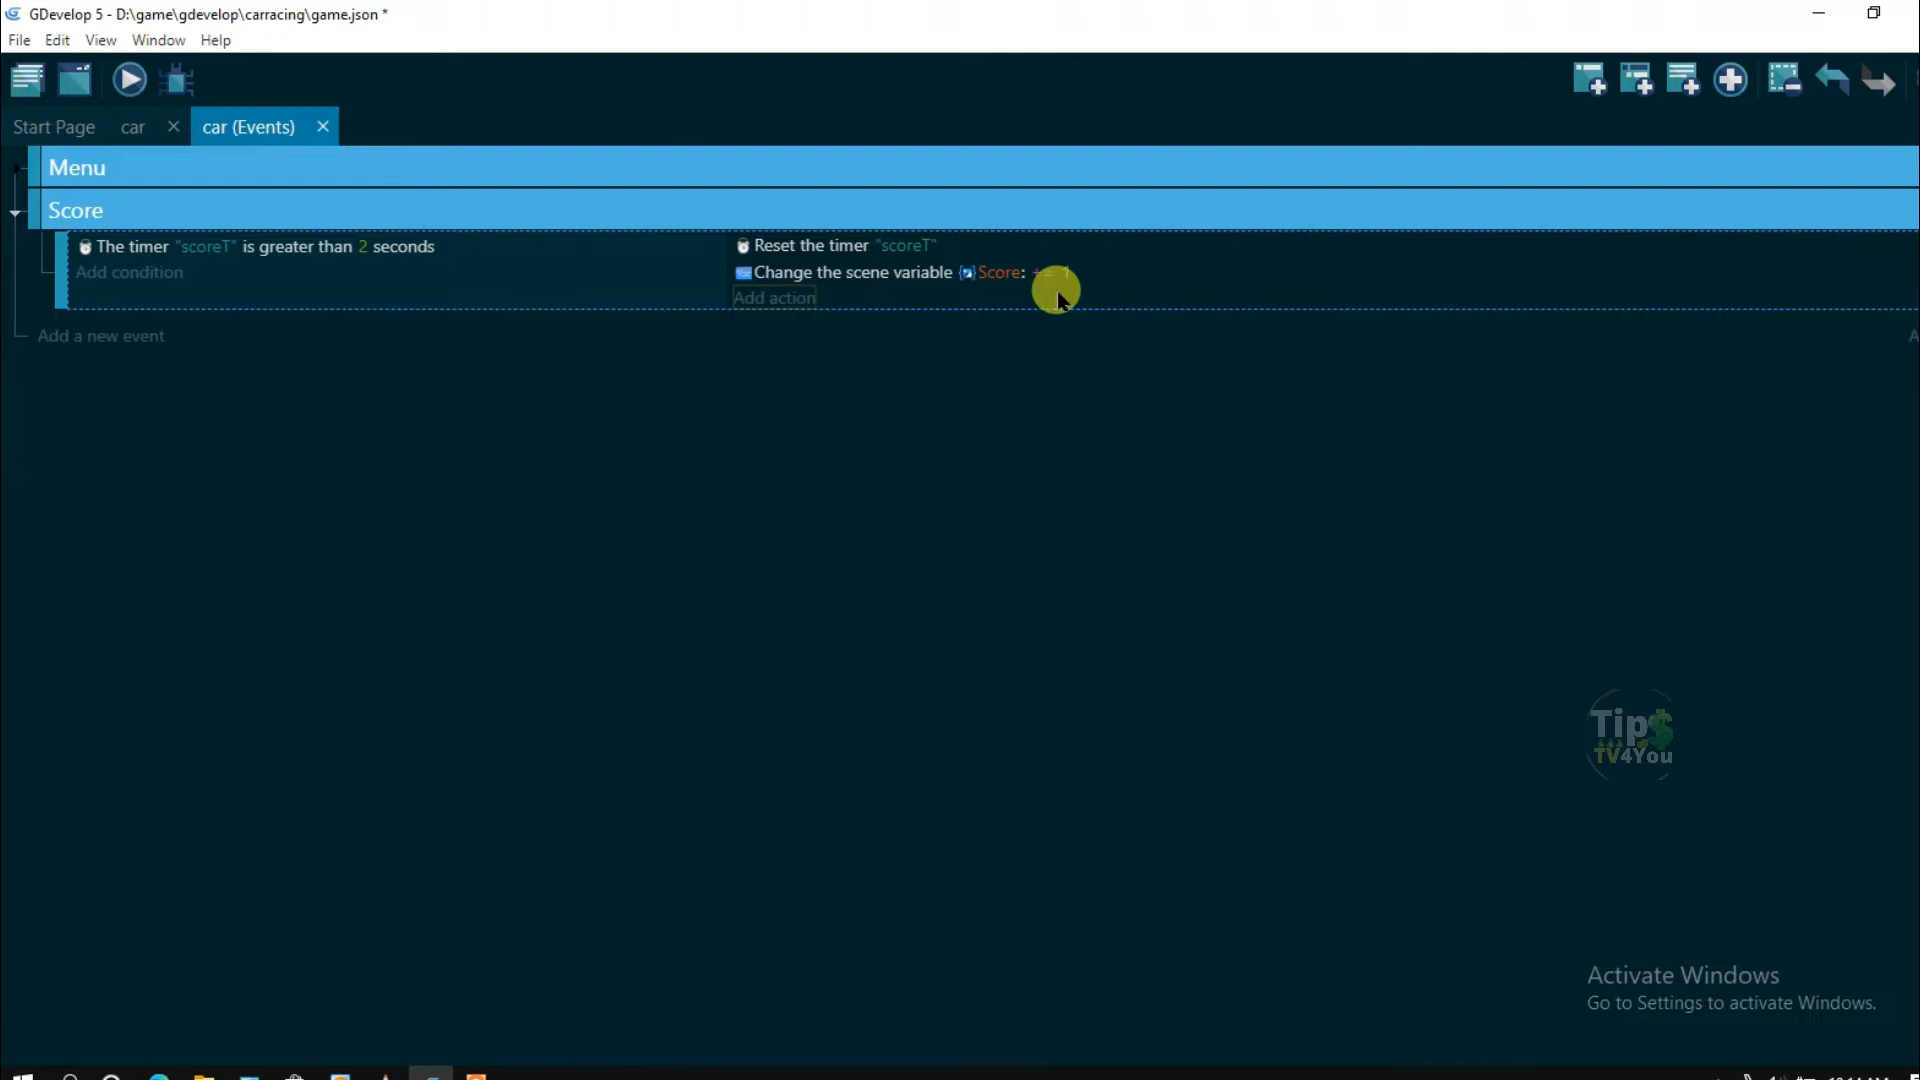 GDevelop 5 - D:\game\gdevelop\carracing\game.json *
File Edit View Window Help
Start Page car × car (Events) ×
Menu
Score
The timer "scoreT" is greater than 2 seconds
Add condition
Reset the timer "scoreT"
Change the scene variable Score: += 1
Add action
Add a new event
A
Tip$
TV4You
Activate Windows
Go to Settings to activate Windows.